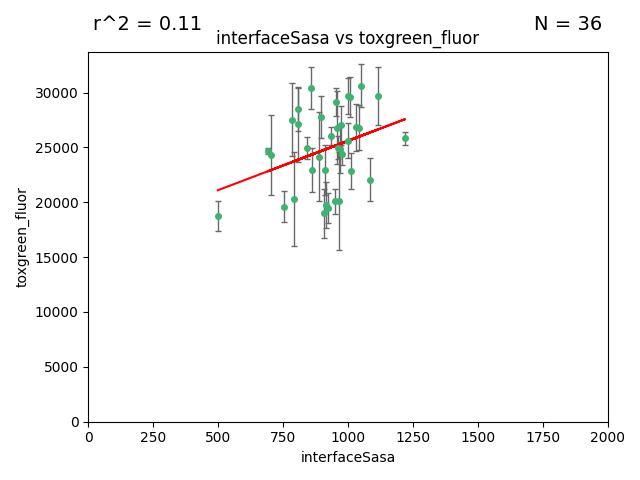 r^2 = 0.11
N = 36
interfaceSasa vs toxgreen_fluor
toxgreen_fluor
30000
25000
20000
15000
10000
5000
0
0 250 500 750 1000 1250 1500 1750 2000
interfaceSasa